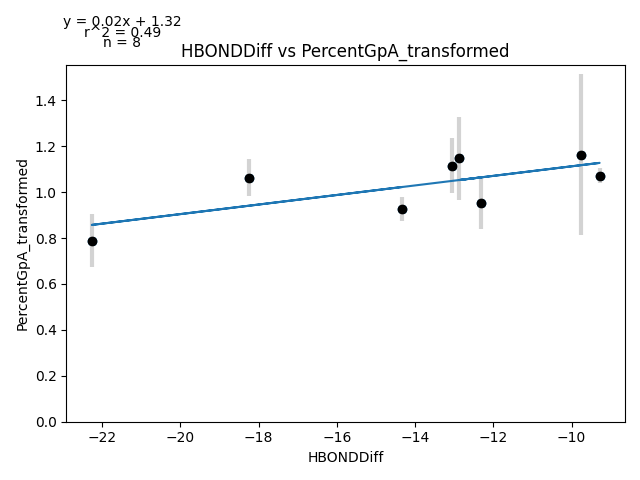 y = 0.02x + 1.32
r^2 = 0.49
n = 8
HBONDDiff vs PercentGpA_transformed
1.4
1.2
1.0
0.8
0.6
0.4
0.2
0.0
PercentGpA_transformed
−22
−20
−18
−16
−14
−12
−10
HBONDDiff